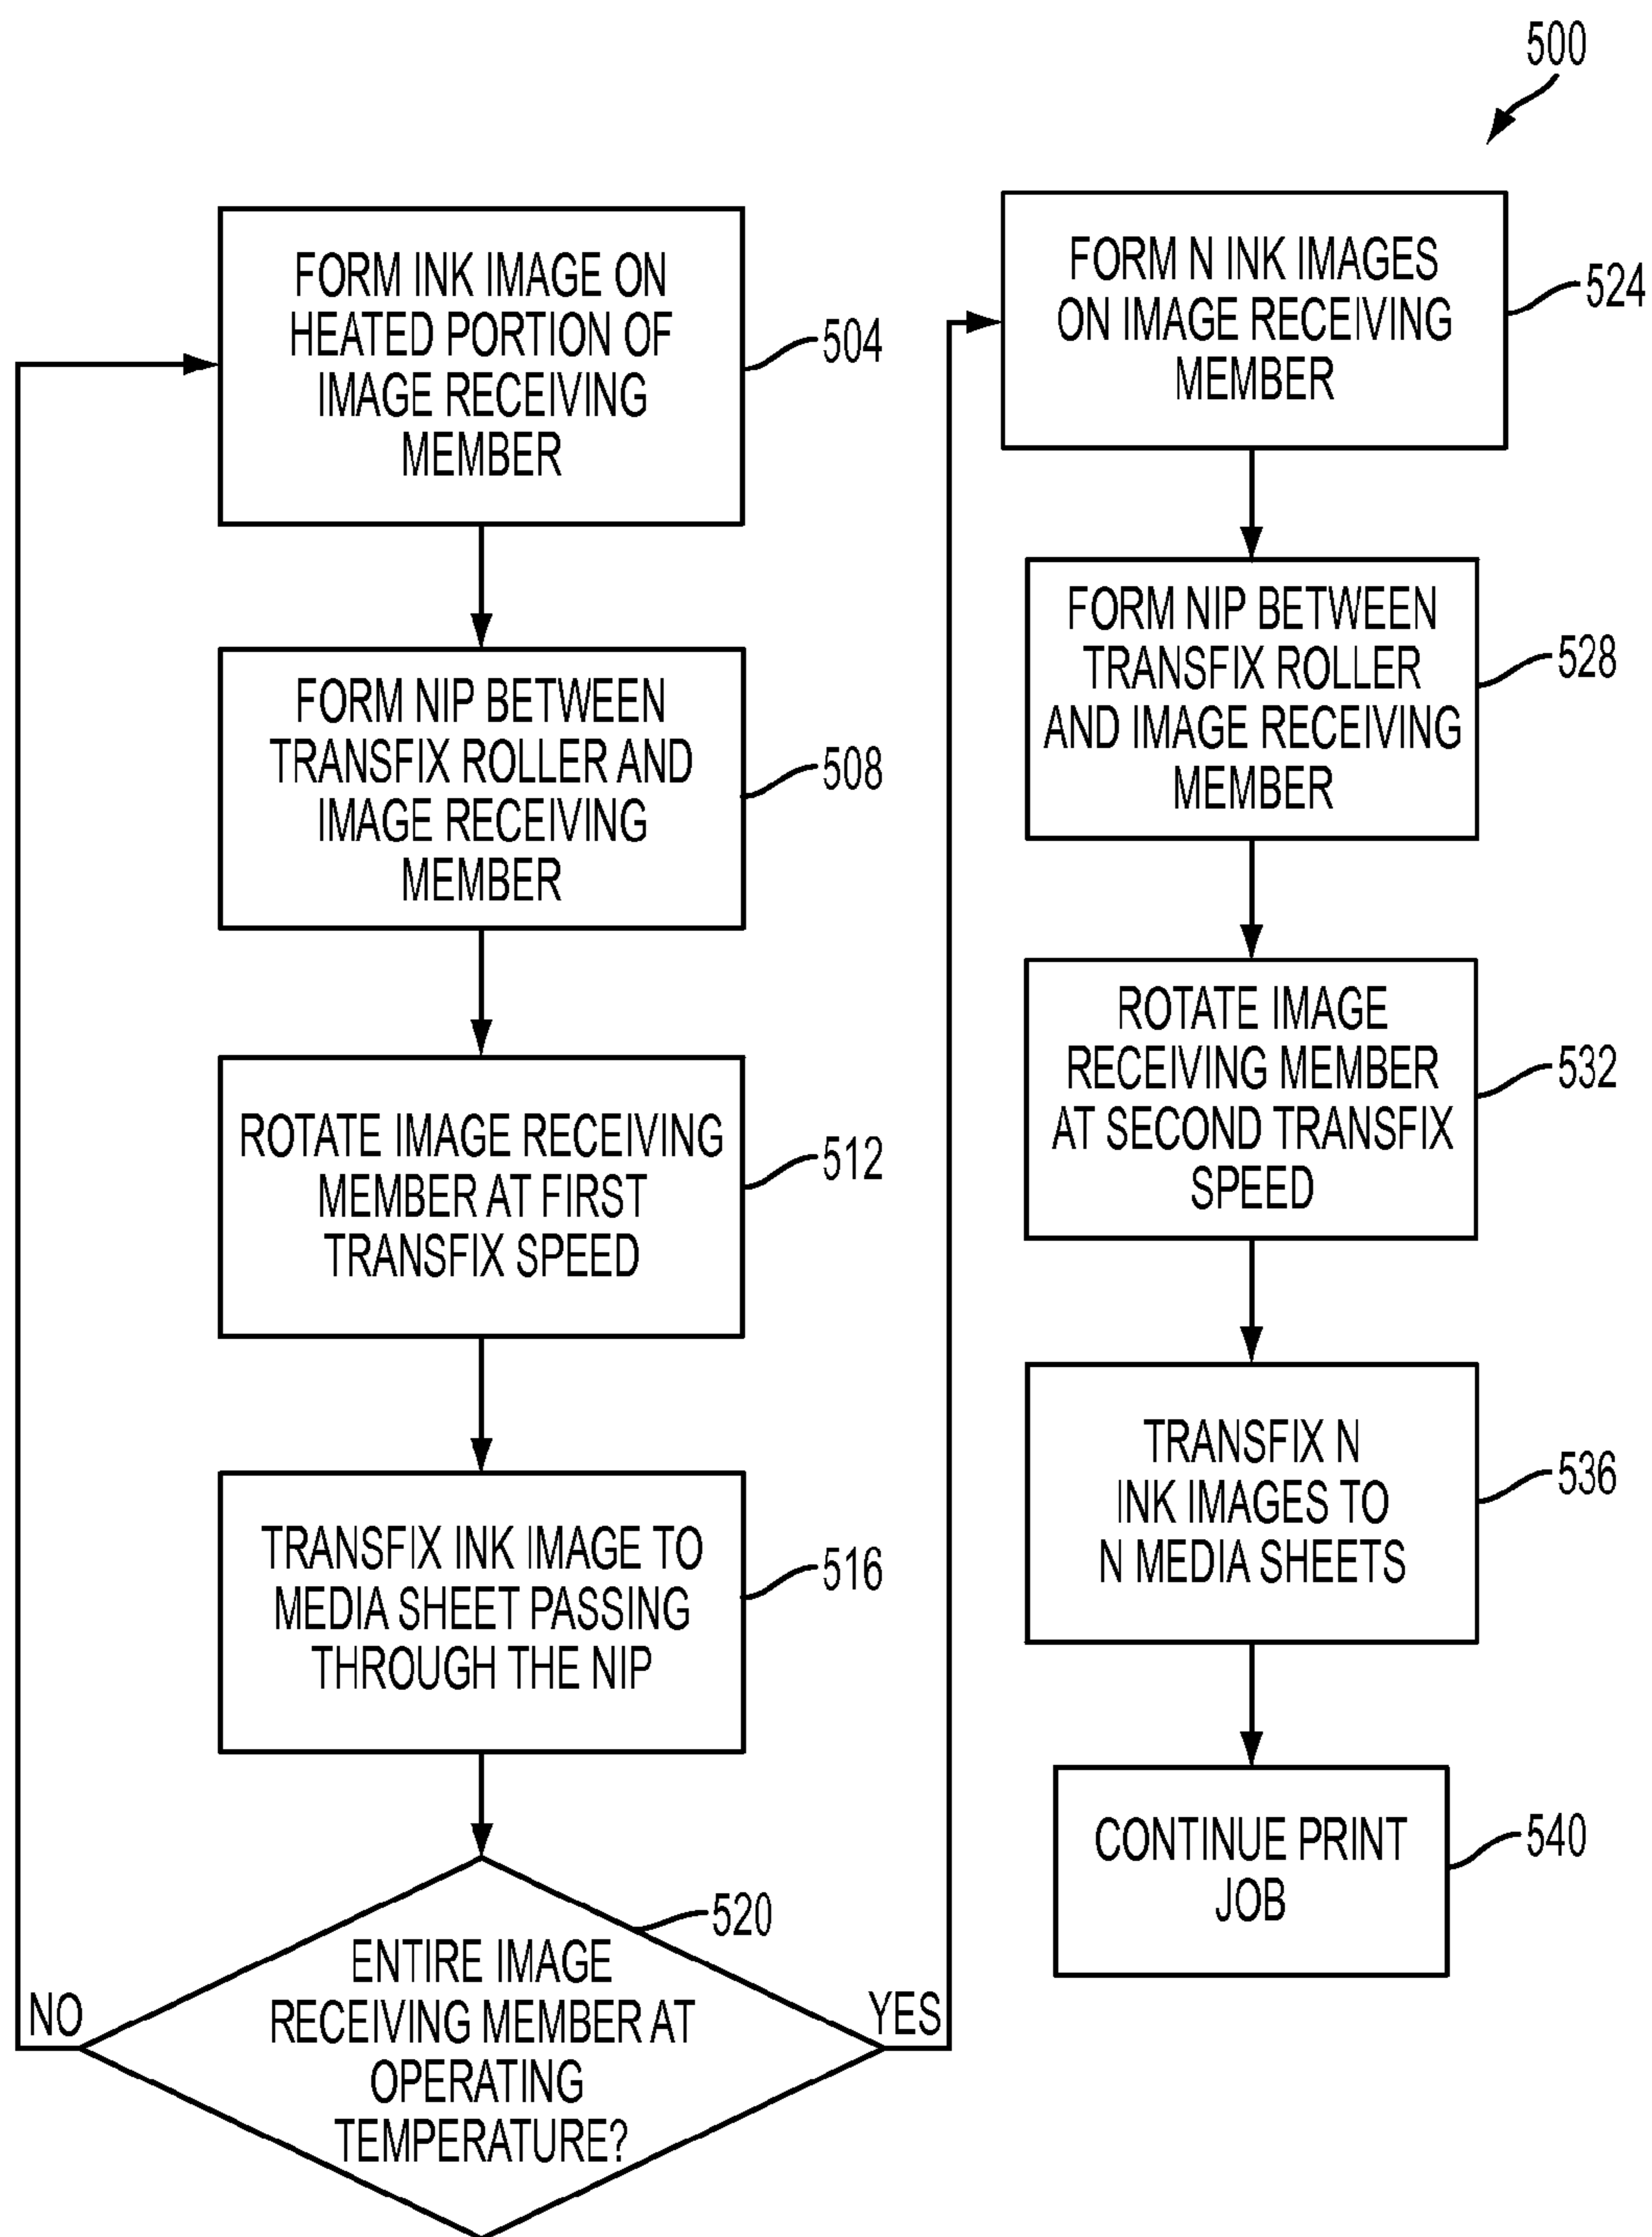 500
FORM INK IMAGE ON
HEATED PORTION OF
IMAGE RECEIVING
MEMBER
504
FORM NIP BETWEEN
TRANSFIX ROLLER AND
IMAGE RECEIVING
MEMBER
508
ROTATE IMAGE RECEIVING
MEMBER AT FIRST
TRANSFIX SPEED
512
TRANSFIX INK IMAGE TO
MEDIA SHEET PASSING
THROUGH THE NIP
516
520
ENTIRE IMAGE
RECEIVING MEMBER AT
OPERATING
TEMPERATURE?
NO
YES
FORM N INK IMAGES
ON IMAGE RECEIVING
MEMBER
524
FORM NIP BETWEEN
TRANSFIX ROLLER
AND IMAGE RECEIVING
MEMBER
528
ROTATE IMAGE
RECEIVING MEMBER
AT SECOND TRANSFIX
SPEED
532
TRANSFIX N
INK IMAGES TO
N MEDIA SHEETS
536
CONTINUE PRINT
JOB
540